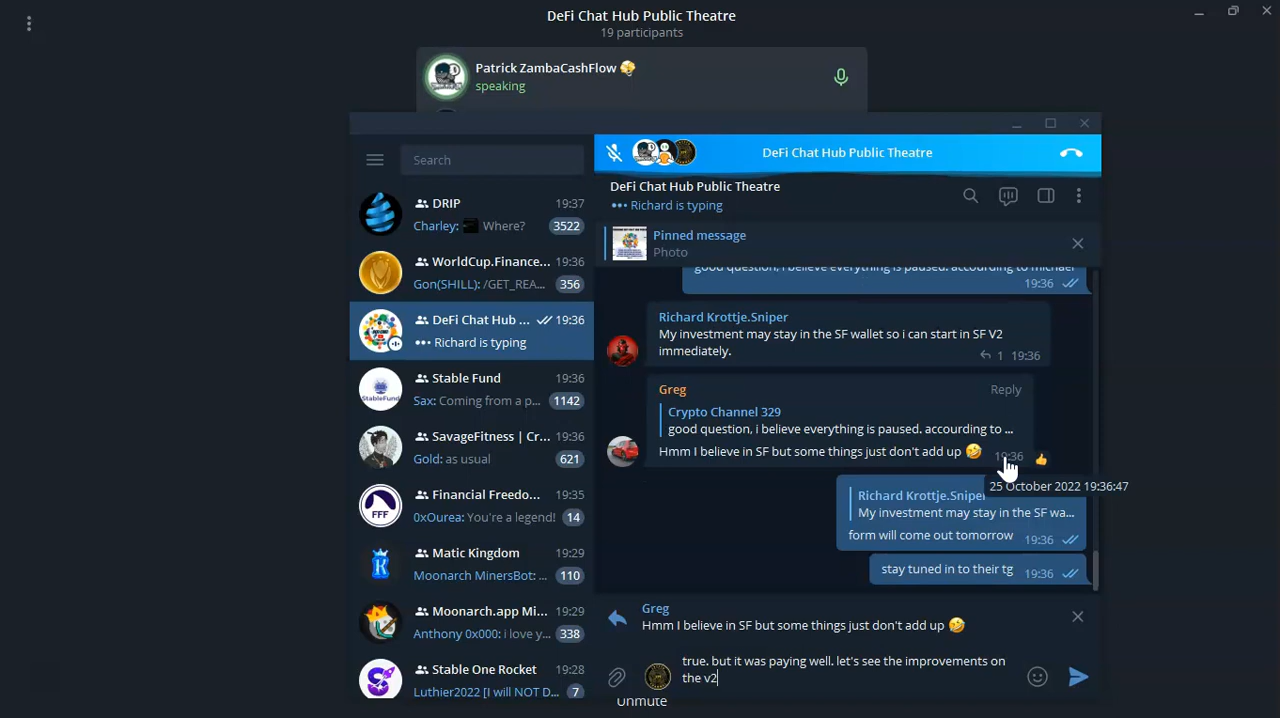 DeFi Chat Hub Public Theatre
19 participants
Patrick ZambaCashFlow
speaking
Search
DRIP 19:37
Charley: Where? 3522
WorldCup.Finance... 19:36
Gon(SHILL): /GET_REA... 356
DeFi Chat Hub ... 19:36
••• Richard is typing
Stable Fund 19:36
Sax: Coming from a p... 1142
SavageFitness | Cr... 19:36
Gold: as usual 621
Financial Freedo... 19:35
0xOurea: You're a legend! 14
Matic Kingdom 19:29
Moonarch MinersBot: ... 110
Moonarch.app Mi... 19:29
Anthony 0x000: i love y... 338
Stable One Rocket 19:28
Luthier2022 [I will NOT D... 7
DeFi Chat Hub Public Theatre
DeFi Chat Hub Public Theatre
••• Richard is typing
Pinned message
Photo
good question, i believe everything is paused. accourding to michael
19:36
Richard Krottje.Sniper
My investment may stay in the SF wallet so i can start in SF V2
immediately.
1 19:36
Greg Reply
Crypto Channel 329
good question, i believe everything is paused. accourding to ...
Hmm I believe in SF but some things just don't add up 🤣 19:36 👍
25 October 2022 19:36:47
Richard Krottje.Sniper
My investment may stay in the SF wa...
form will come out tomorrow 19:36
stay tuned in to their tg 19:36
Greg
Hmm I believe in SF but some things just don't add up 🤣
true. but it was paying well. let's see the improvements on
the v2
Unmute